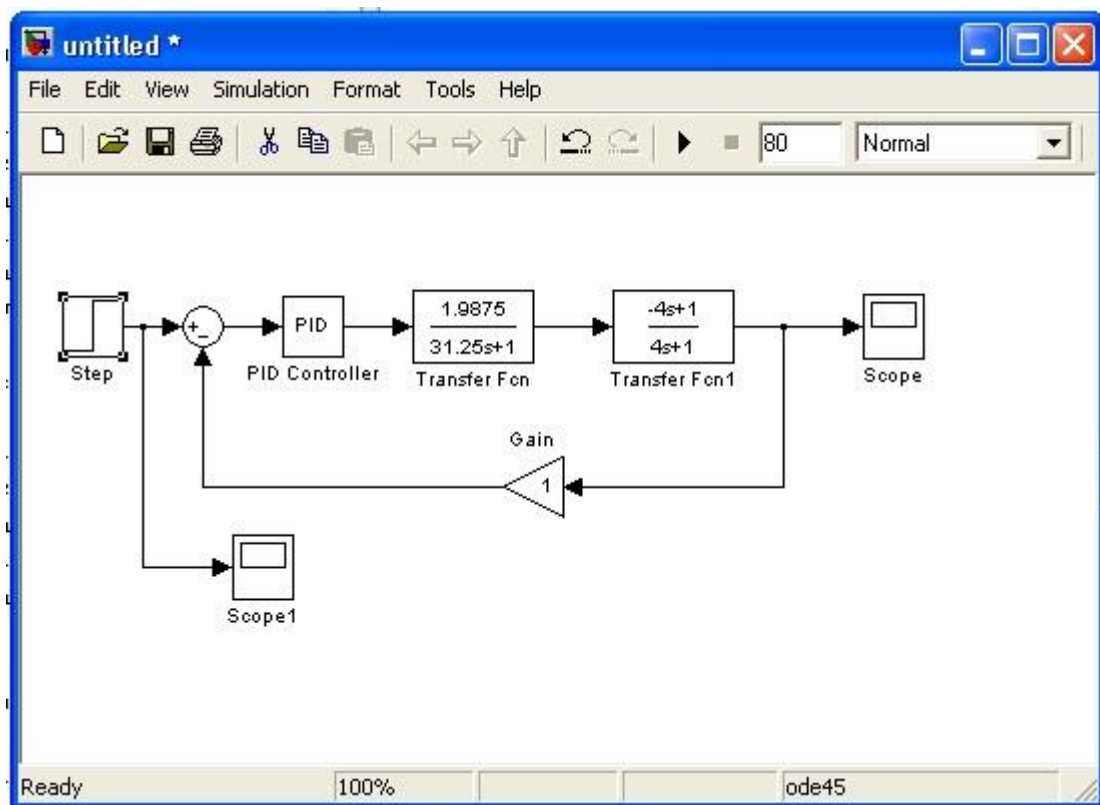 untitled *
File Edit View Simulation Format Tools Help
80 Normal
+
-
PID
1.9875
31.25s+1
-4s+1
4s+1
Step
PID Controller
Transfer Fcn
Transfer Fcn1
Scope
Gain
1
Scope1
Ready 100% ode45